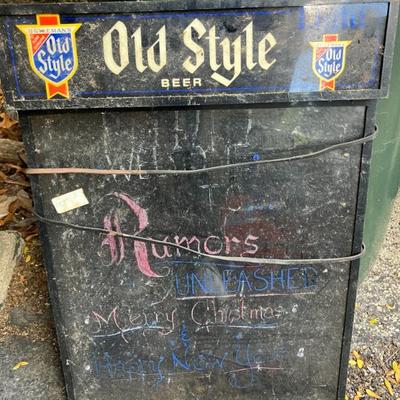 HEILEMAN'S
Old Style
Old Style
BEER
Old Style
Rumors
UNLEASHED
Merry Christmas
&
Happy New Year